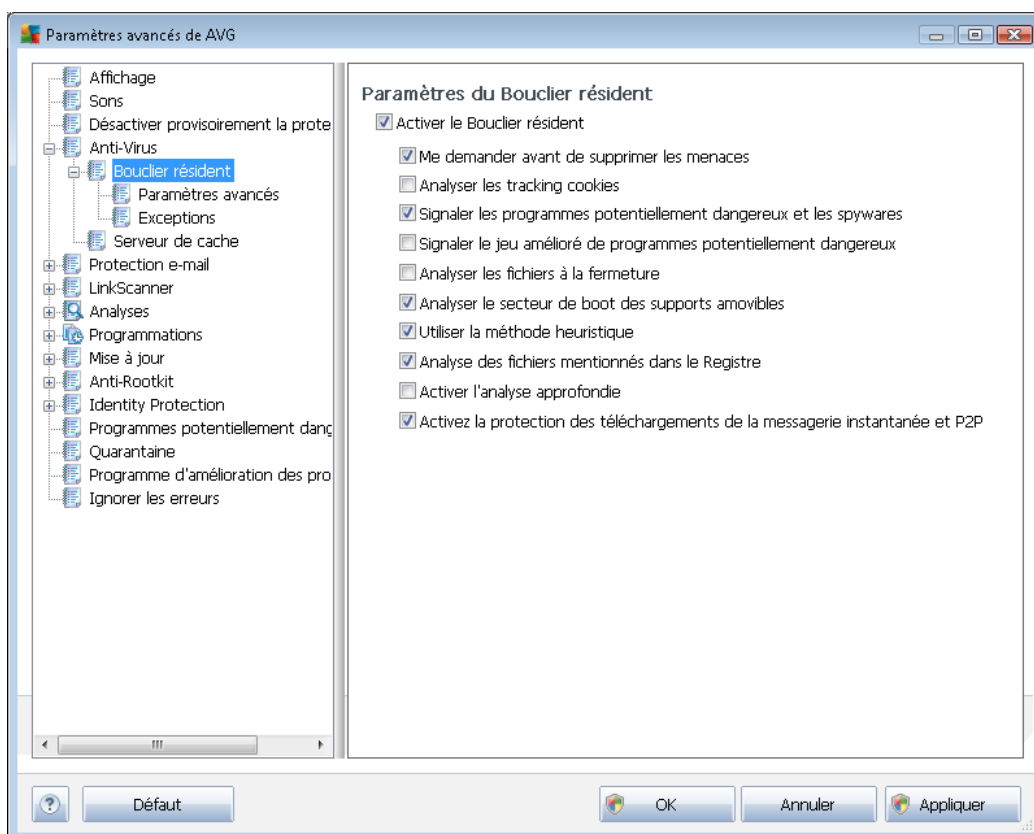 Paramètres avancés de AVG
Affichage
Sons
Désactiver provisoirement la prote
Anti-Virus
Bouclier résident
Paramètres avancés
Exceptions
Serveur de cache
Protection e-mail
LinkScanner
Analyses
Programmations
Mise à jour
Anti-Rootkit
Identity Protection
Programmes potentiellement dang
Quarantaine
Programme d'amélioration des pro
Ignorer les erreurs
Paramètres du Bouclier résident
Activer le Bouclier résident
Me demander avant de supprimer les menaces
Analyser les tracking cookies
Signaler les programmes potentiellement dangereux et les spywares
Signaler le jeu amélioré de programmes potentiellement dangereux
Analyser les fichiers à la fermeture
Analyser le secteur de boot des supports amovibles
Utiliser la méthode heuristique
Analyse des fichiers mentionnés dans le Registre
Activer l'analyse approfondie
Activez la protection des téléchargements de la messagerie instantanée et P2P
? Défaut OK Annuler Appliquer